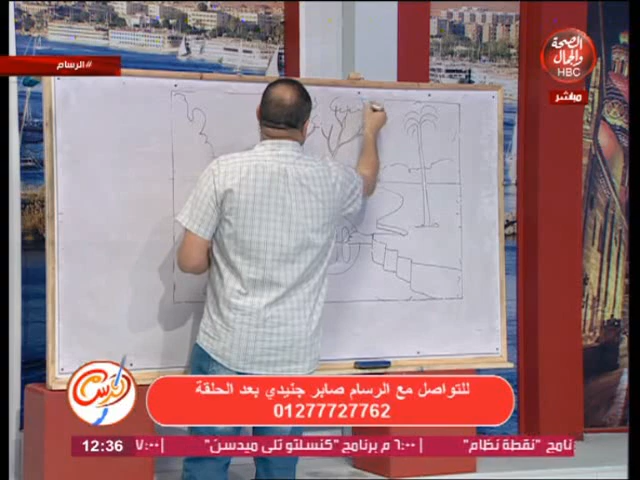 الصحة
والجمال
HBC
مباشر
#الرسام
للتواصل مع الرسام صابر جنيدي بعد الحلقة
01277727762
12:36
نامج "نقطة نظام" | ٦:٠٠ م برنامج "كنسلتو تلى ميدسن" | ٧:٠٠